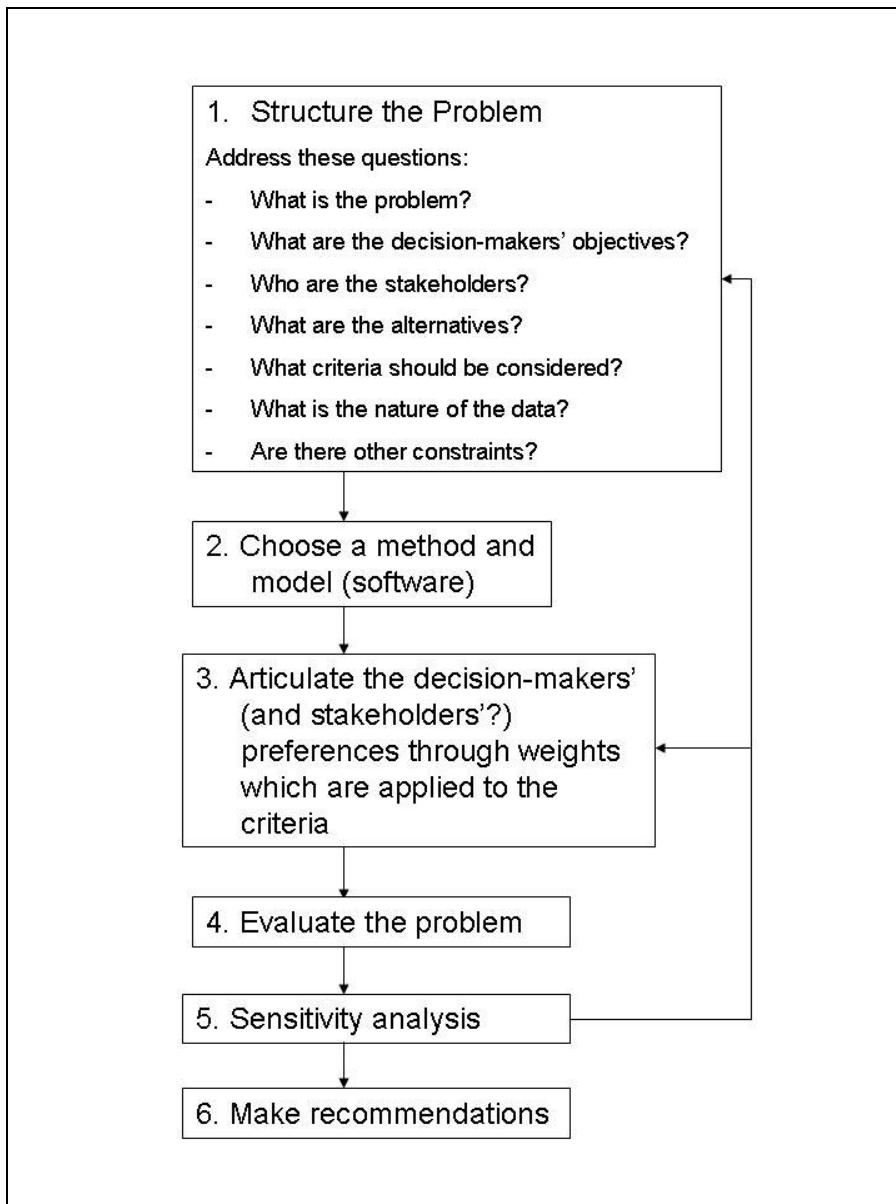 1. Structure the Problem
Address these questions:
- What is the problem?
- What are the decision-makers' objectives?
- Who are the stakeholders?
- What are the alternatives?
- What criteria should be considered?
- What is the nature of the data?
- Are there other constraints?
2. Choose a method and
model (software)
3. Articulate the decision-makers'
(and stakeholders'?)
preferences through weights
which are applied to the
criteria
4. Evaluate the problem
5. Sensitivity analysis
6. Make recommendations